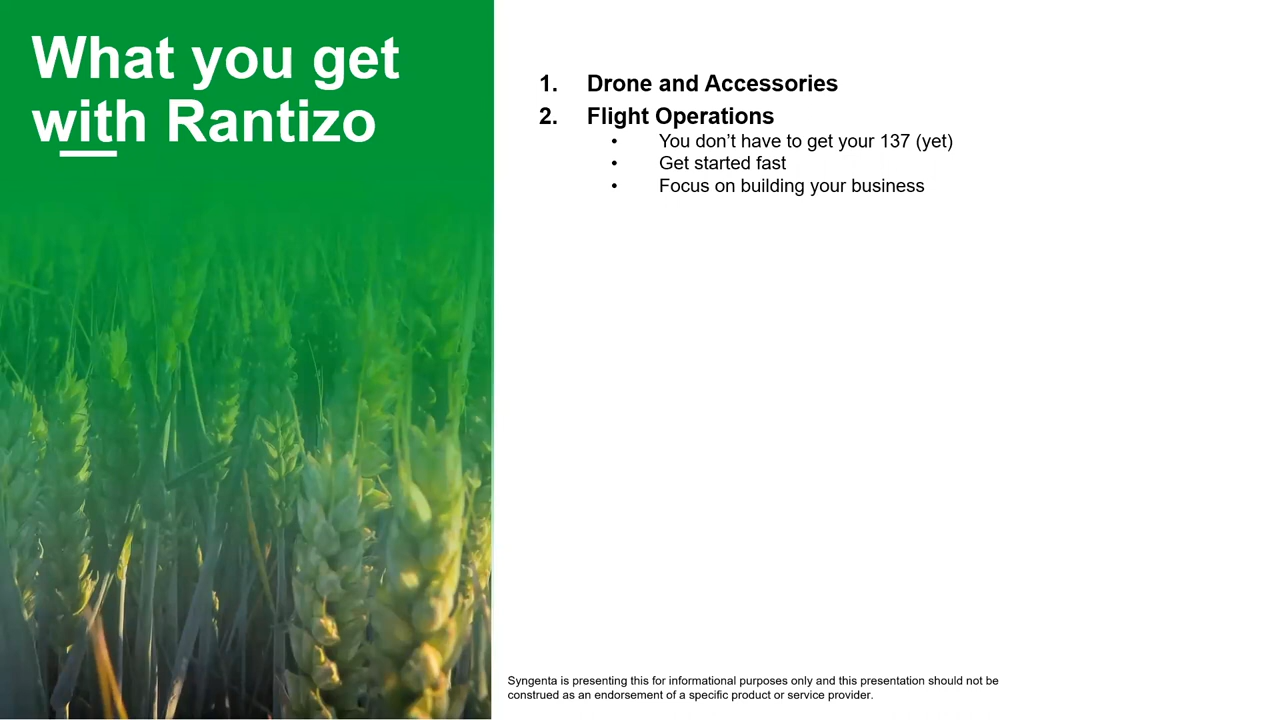 What you get
with Rantizo
1. Drone and Accessories
2. Flight Operations
• You don’t have to get your 137 (yet)
• Get started fast
• Focus on building your business
Syngenta is presenting this for informational purposes only and this presentation should not be
construed as an endorsement of a specific product or service provider.